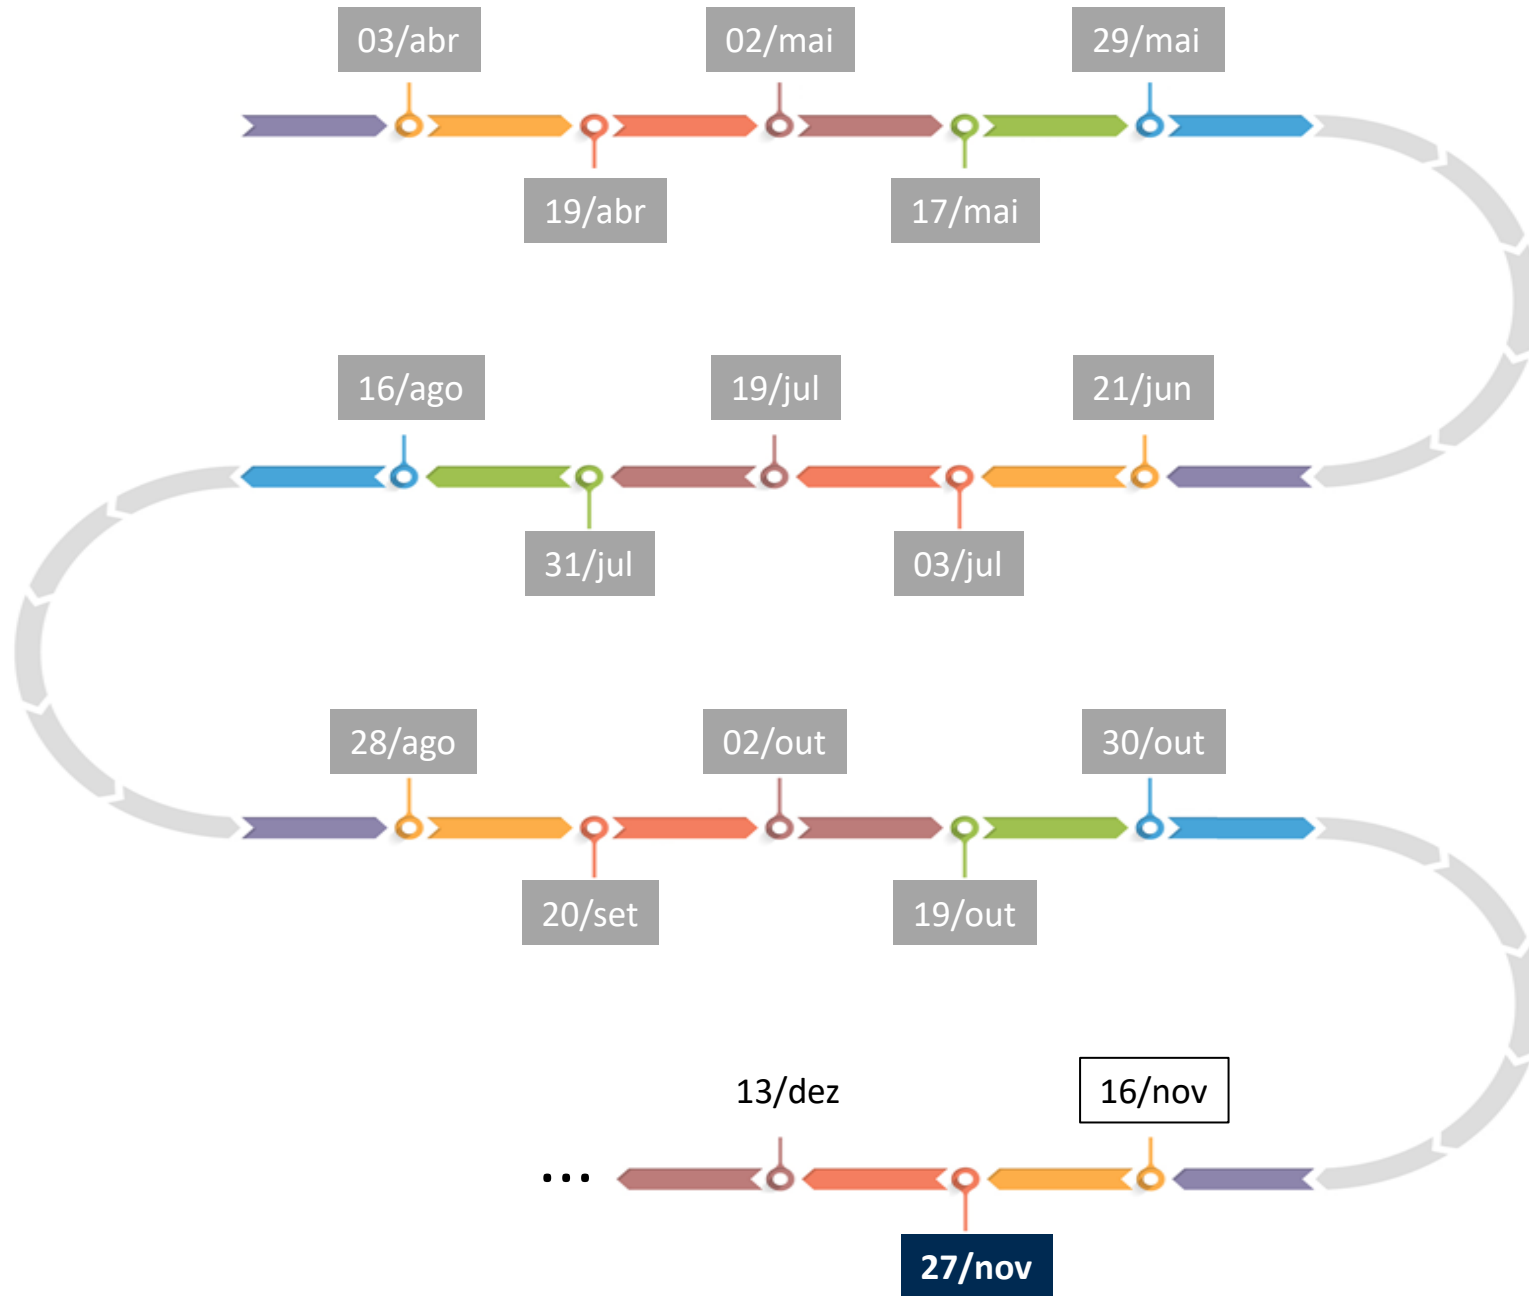 03/abr
02/mai
29/mai
19/abr
17/mai
16/ago
19/jul
21/jun
31/jul
03/jul
28/ago
02/out
30/out
20/set
19/out
13/dez
16/nov
...
27/nov